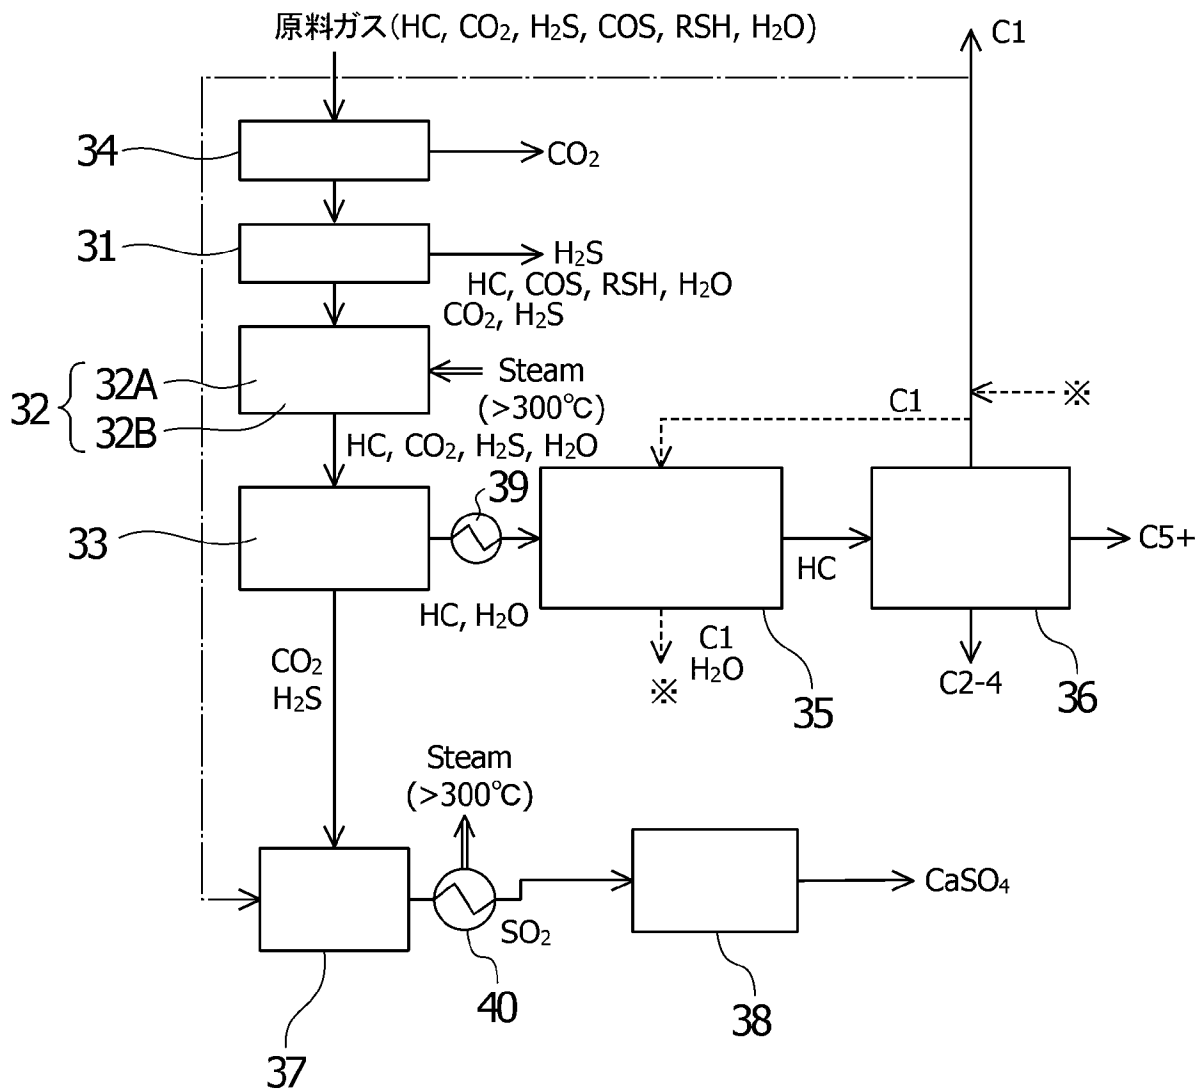 原料ガス(HC, CO₂, H₂S, COS, RSH, H₂O)
C1
34
CO₂
31
H₂S
HC, COS, RSH, H₂O
CO₂, H₂S
32
32A
32B
Steam
(>300℃)
C1
※
HC, CO₂, H₂S, H₂O
39
33
HC
C5+
HC, H₂O
C1
H₂O
※
35
C2-4
36
CO₂
H₂S
Steam
(>300℃)
CaSO₄
SO₂
40
38
37